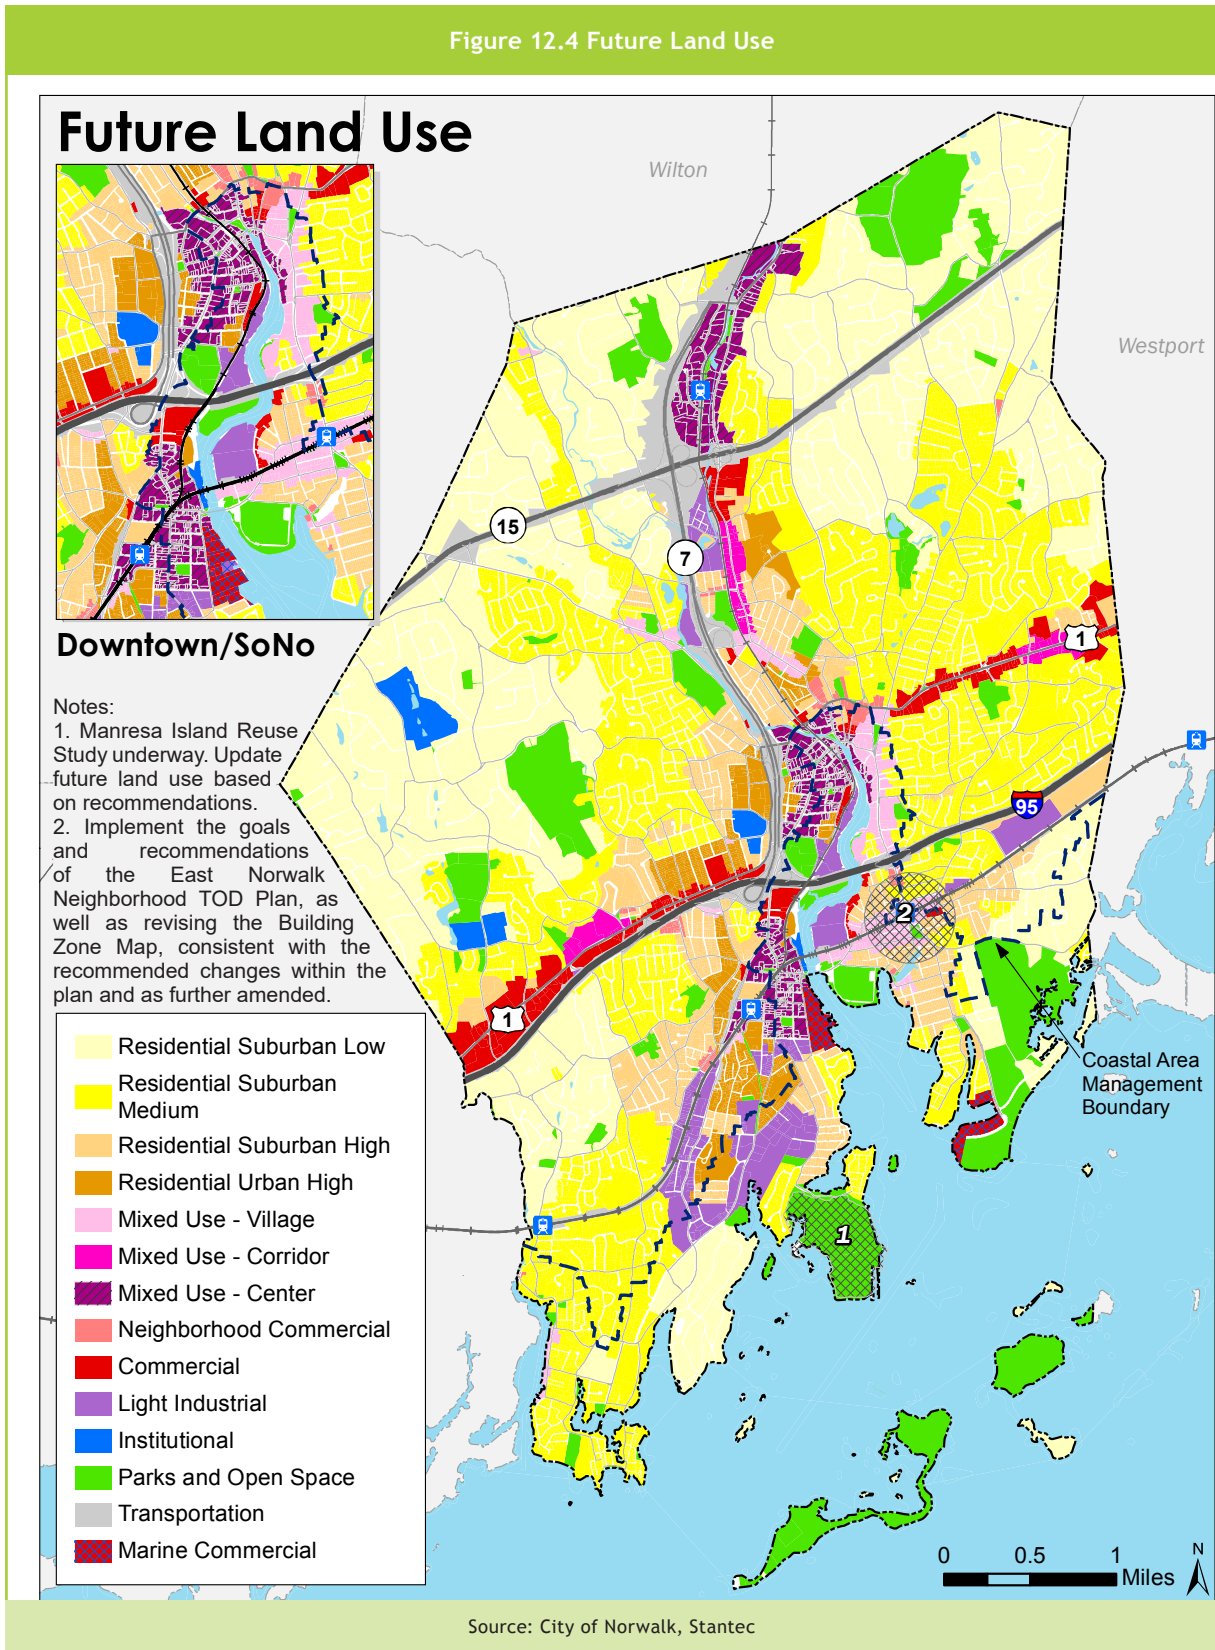 Figure 12.4 Future Land Use
Future Land Use
Wilton
Westport
15
7
1
95
2
1
1
Downtown/SoNo
Notes:
1. Manresa Island Reuse
Study underway. Update
future land use based
on recommendations.
2. Implement the goals
and recommendations
of the East Norwalk
Neighborhood TOD Plan, as
well as revising the Building
Zone Map, consistent with the
recommended changes within the
plan and as further amended.
Coastal Area
Management
Boundary
Residential Suburban Low
Residential Suburban
Medium
Residential Suburban High
Residential Urban High
Mixed Use - Village
Mixed Use - Corridor
Mixed Use - Center
Neighborhood Commercial
Commercial
Light Industrial
Institutional
Parks and Open Space
Transportation
Marine Commercial
0 0.5 1
Miles
N
Source: City of Norwalk, Stantec